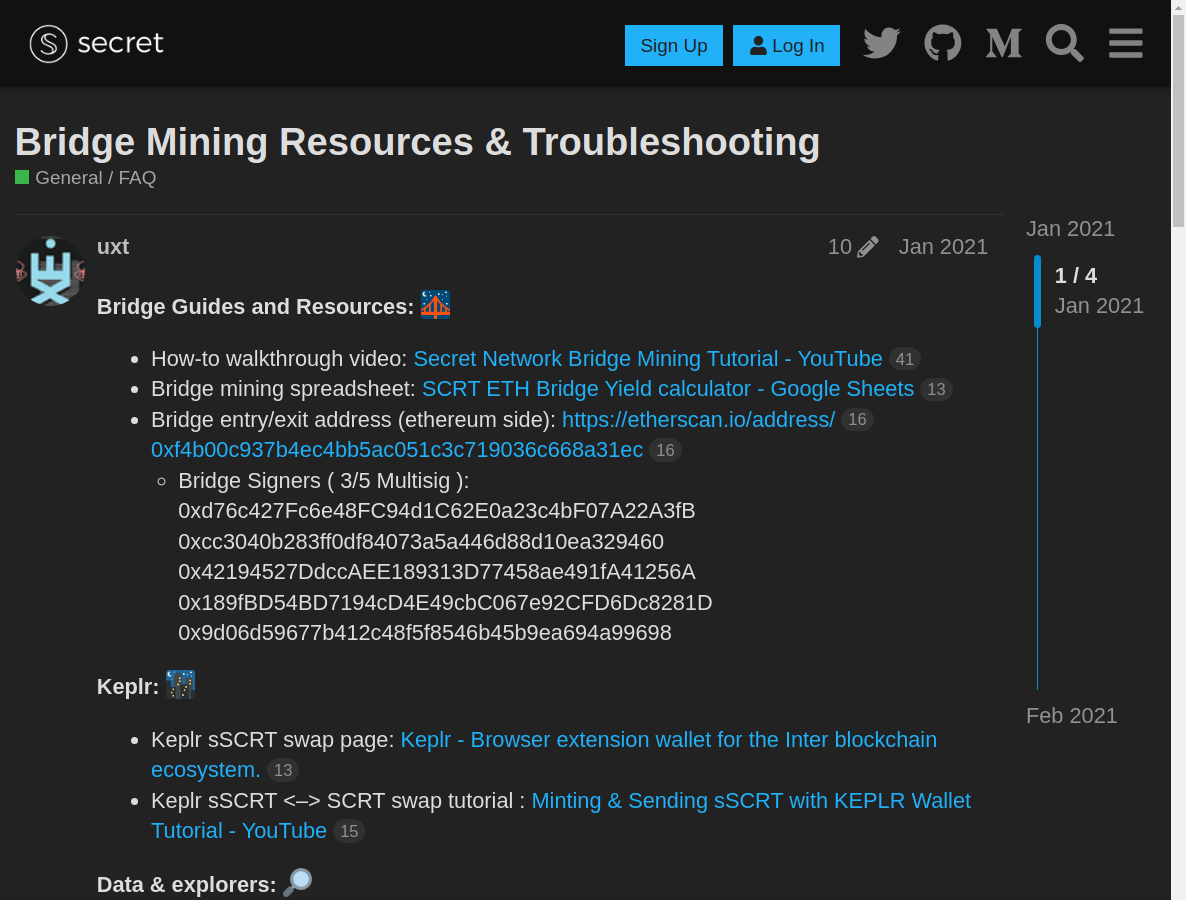 secret
Sign Up
Log In
Bridge Mining Resources & Troubleshooting
General / FAQ
uxt
10
Jan 2021
Jan 2021
1 / 4
Jan 2021
Bridge Guides and Resources:
How-to walkthrough video: Secret Network Bridge Mining Tutorial - YouTube 41
Bridge mining spreadsheet: SCRT ETH Bridge Yield calculator - Google Sheets 13
Bridge entry/exit address (ethereum side): https://etherscan.io/address/ 16
0xf4b00c937b4ec4bb5ac051c3c719036c668a31ec 16
Bridge Signers ( 3/5 Multisig ):
0xd76c427Fc6e48FC94d1C62E0a23c4bF07A22A3fB
0xcc3040b283ff0df84073a5a446d88d10ea329460
0x42194527DdccAEE189313D77458ae491fA41256A
0x189fBD54BD7194cD4E49cbC067e92CFD6Dc8281D
0x9d06d59677b412c48f5f8546b45b9ea694a99698
Keplr:
Keplr sSCRT swap page: Keplr - Browser extension wallet for the Inter blockchain
ecosystem. 13
Keplr sSCRT <–> SCRT swap tutorial : Minting & Sending sSCRT with KEPLR Wallet
Tutorial - YouTube 15
Data & explorers:
Feb 2021